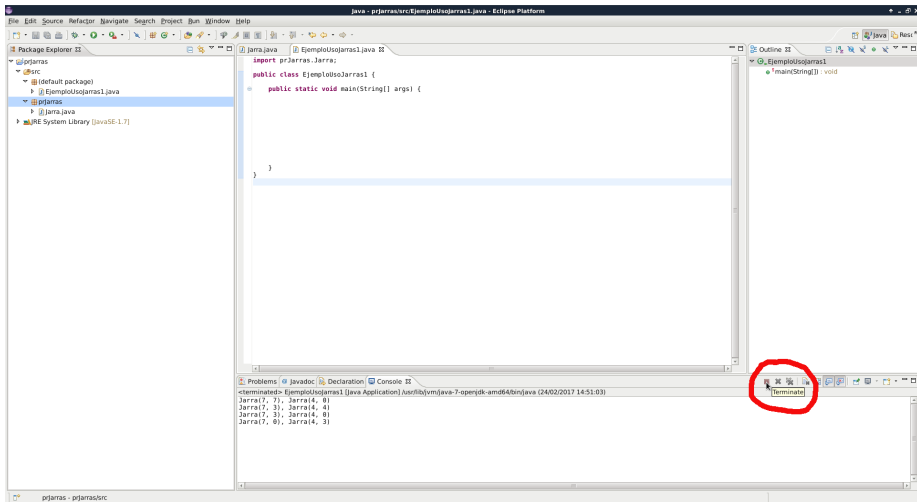 Java - prJarras/src/EjemploUsoJarras1.java - Eclipse Platform
File Edit Source Refactor Navigate Search Project Run Window Help
Java
Package Explorer
prjarras
src
(default package)
EjemploUsoJarras1.java
prjarras
Jarra.java
JRE System Library [JavaSE-1.7]
Jarra.java EjemploUsoJarras1.java
import prJarras.Jarra;
public class EjemploUsoJarras1 {
public static void main(String[] args) {
}
}
Outline
EjemploUsoJarras1
main(String[]) : void
Problems Javadoc Declaration Console
Terminate
<terminated> EjemploUsoJarras1 [Java Application] /usr/lib/jvm/java-7-openjdk-amd64/bin/java (24/02/2017 14:51:03)
Jarra(7, 7), Jarra(4, 0)
Jarra(7, 3), Jarra(4, 4)
Jarra(7, 3), Jarra(4, 0)
Jarra(7, 0), Jarra(4, 3)
prjarras - prjarras/src